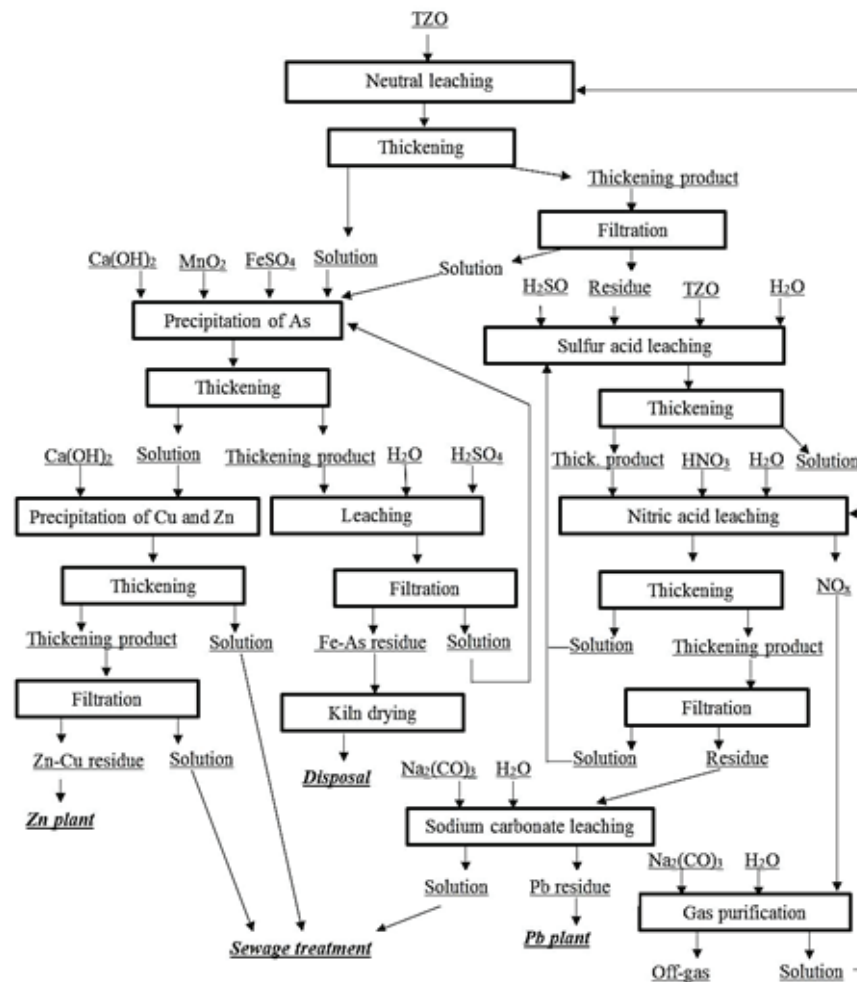 TZO
Neutral leaching
Thickening
Thickening product
Filtration
Ca(OH)₂ MnO₂ FeSO₄ Solution
Solution
H₂SO Residue TZO H₂O
Precipitation of As
Sulfur acid leaching
Thickening
Thickening
Ca(OH)₂ Solution Thickening product H₂O H₂SO₄
Thick. product HNO₃ H₂O Solution
Precipitation of Cu and Zn
Leaching
Nitric acid leaching
Thickening
Filtration
Thickening
NOₓ
Thickening product Solution Fe-As residue Solution
Solution Thickening product
Filtration
Kiln drying
Filtration
Zn-Cu residue Solution
Disposal
Na₂(CO)₃ H₂O
Solution Residue
Zn plant
Sodium carbonate leaching
Na₂(CO)₃ H₂O
Solution Pb residue
Gas purification
Sewage treatment
Pb plant
Off-gas Solution